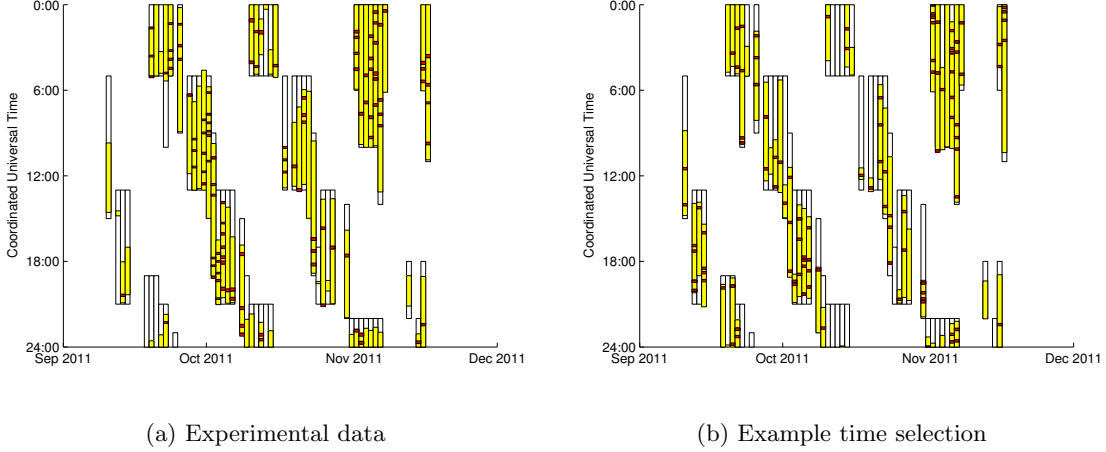 0:00
6:00
12:00
18:00
24:00
Coordinated Universal Time
Sep 2011 Oct 2011 Nov 2011 Dec 2011
(a) Experimental data
0:00
6:00
12:00
18:00
24:00
Coordinated Universal Time
Sep 2011 Oct 2011 Nov 2011 Dec 2011
(b) Example time selection